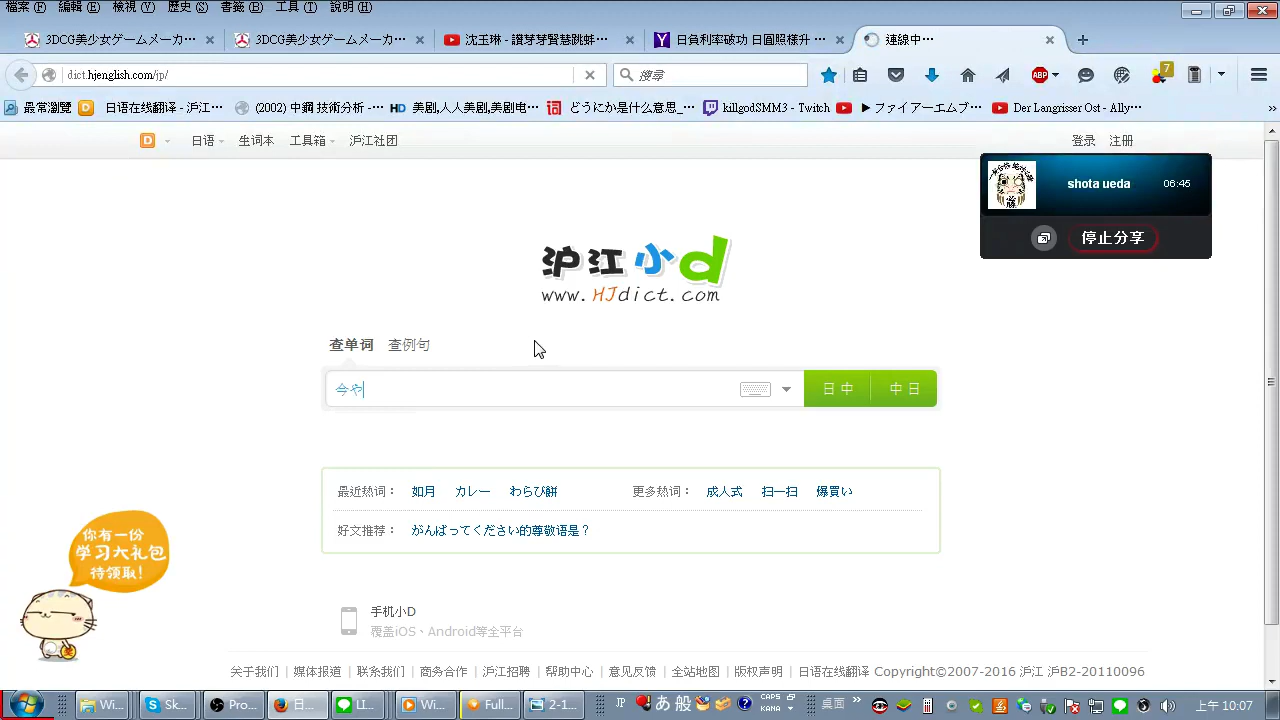 檔案(F) 編輯(E) 檢視(V) 歷史(S) 書籤(B) 工具(T) 說明(H)
3DCG美少女ゲームメーカ⋯ 3DCG美少女ゲームメーカ⋯ 沈玉琳 - 讓琴琴智慧跳蚌⋯ 日負利率破功 日圓照樣升⋯ 連線中⋯
dict.hjenglish.com/jp/ 搜尋 ABP 7
最常瀏覽 日语在线翻译 - 沪江⋯ (2002) 中鋼 技術分析 -⋯ HD 美剧,人人美剧,美剧电⋯ 词 どうにか是什么意思_⋯ killgodSMM3 - Twitch ▶ファイアーエムブ⋯ Der Langrisser Ost - Ally⋯
D 日语 生词本 工具箱 沪江社团 登录 注册
shota ueda 06:45
停止分享
沪江小d
www.HJdict.com
查单词 查例句
今や 日中 中日
最近热词: 如月 カレー わらび餅 更多热词: 成人式 扫一扫 爆買い
好文推荐: がんばってください的尊敬语是?
你有一份
学习大礼包
待领取!
手机小D
覆盖iOS、Android等全平台
关于我们 | 媒体报道 | 联系我们 | 商务合作 | 沪江招聘 | 帮助中心 | 意见反馈 | 全站地图 | 版权声明 | 日语在线翻译 Copyright©2007-2016 沪江 沪B2-20110096
Wi... Sk... Pro... Wi... Full... 2-1... JP あ 般 CAPS KANA 桌面 » 上午 10:07